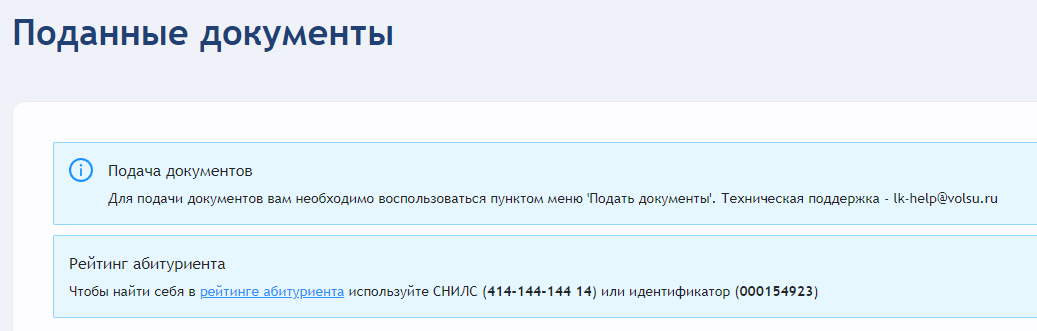 Поданные документы
Подача документов
Для подачи документов вам необходимо воспользоваться пунктом меню 'Подать документы'. Техническая поддержка - lk-help@volsu.ru
Рейтинг абитуриента
Чтобы найти себя в рейтинге абитуриента используйте СНИЛС (414-144-144 14) или идентификатор (000154923)